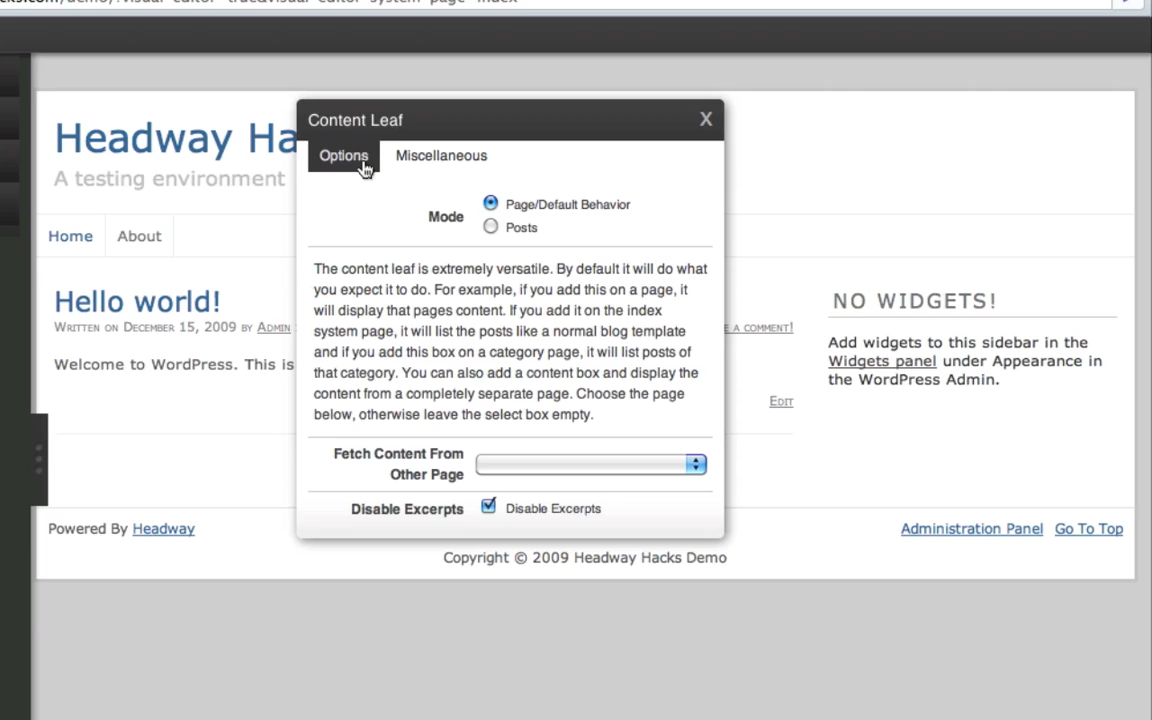 Content Leaf X
Options Miscellaneous
Mode
Page/Default Behavior
Posts
The content leaf is extremely versatile. By default it will do what
you expect it to do. For example, if you add this on a page, it
will display that pages content. If you add it on the index
system page, it will list the posts like a normal blog template
and if you add this box on a category page, it will list posts of
that category. You can also add a content box and display the
content from a completely separate page. Choose the page
below, otherwise leave the select box empty.
Fetch Content From
Other Page
Disable Excerpts Disable Excerpts
Headway
A testing environment
Home About
Hello world!
Written on December 15, 2009 by Admin
comment!
Welcome to WordPress. This is
Edit
NO WIDGETS!
Add widgets to this sidebar in the
Widgets panel under Appearance in
the WordPress Admin.
Powered By Headway
Administration Panel Go To Top
Copyright © 2009 Headway Hacks Demo